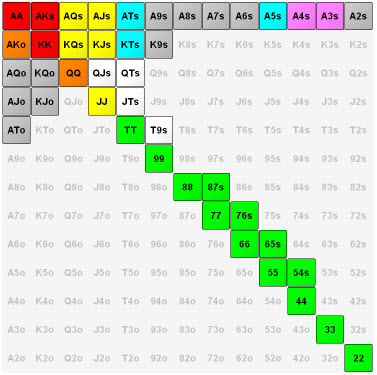 AA AKs AQs AJs ATs A9s A8s A7s A6s A5s A4s A3s A2s
AKo KK KQs KJs KTs K9s K8s K7s K6s K5s K4s K3s K2s
AQo KQo QQ QJs QTs Q9s Q8s Q7s Q6s Q5s Q4s Q3s Q2s
AJo KJo QJo JJ JTs J9s J8s J7s J6s J5s J4s J3s J2s
ATo KTo QTo JTo TT T9s T8s T7s T6s T5s T4s T3s T2s
A9o K9o Q9o J9o T9o 99 98s 97s 96s 95s 94s 93s 92s
A8o K8o Q8o J8o T8o 98o 88 87s 86s 85s 84s 83s 82s
A7o K7o Q7o J7o T7o 97o 87o 77 76s 75s 74s 73s 72s
A6o K6o Q6o J6o T6o 96o 86o 76o 66 65s 64s 63s 62s
A5o K5o Q5o J5o T5o 95o 85o 75o 65o 55 54s 53s 52s
A4o K4o Q4o J4o T4o 94o 84o 74o 64o 54o 44 43s 42s
A3o K3o Q3o J3o T3o 93o 83o 73o 63o 53o 43o 33 32s
A2o K2o Q2o J2o T2o 92o 82o 72o 62o 52o 42o 32o 22